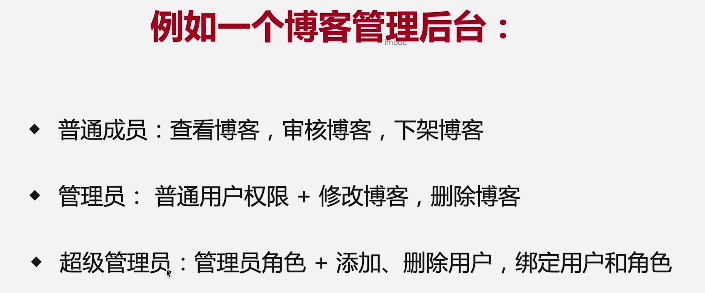 例如一个博客管理后台：
imooc
◆ 普通成员：查看博客，审核博客，下架博客
◆ 管理员： 普通用户权限 + 修改博客，删除博客
◆ 超级管理员：管理员角色 + 添加、删除用户，绑定用户和角色